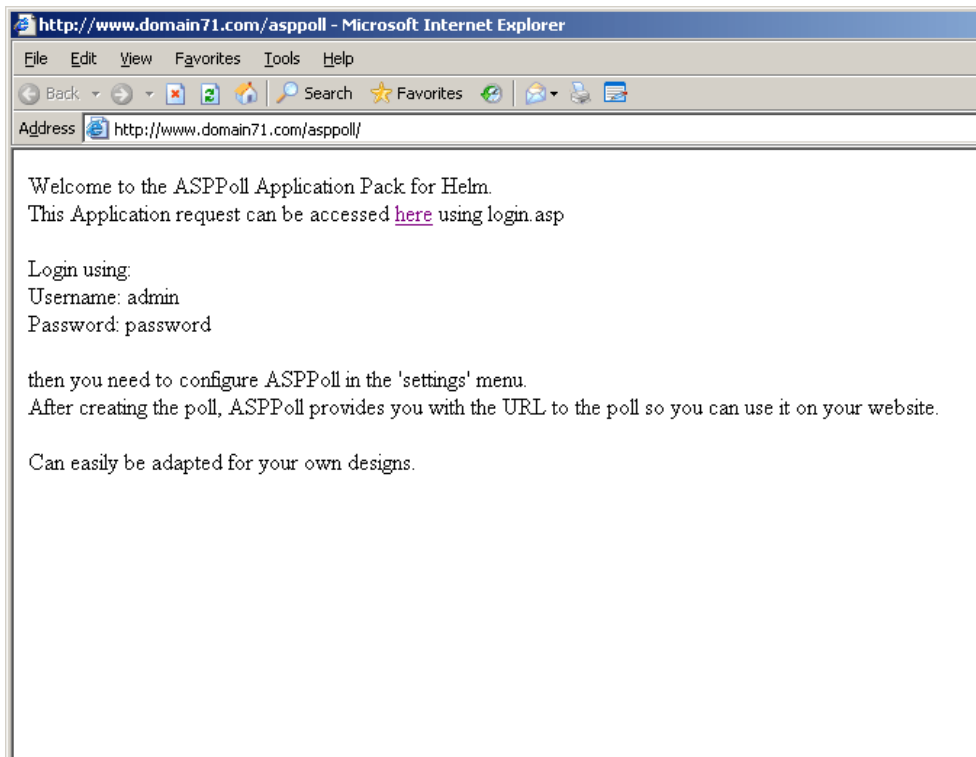 http://www.domain71.com/asppoll - Microsoft Internet Explorer
File Edit View Favorites Tools Help
Back Search Favorites
Address http://www.domain71.com/asppoll/
Welcome to the ASPPoll Application Pack for Helm.
This Application request can be accessed here using login.asp
Login using:
Username: admin
Password: password
then you need to configure ASPPoll in the 'settings' menu.
After creating the poll, ASPPoll provides you with the URL to the poll so you can use it on your website.
Can easily be adapted for your own designs.